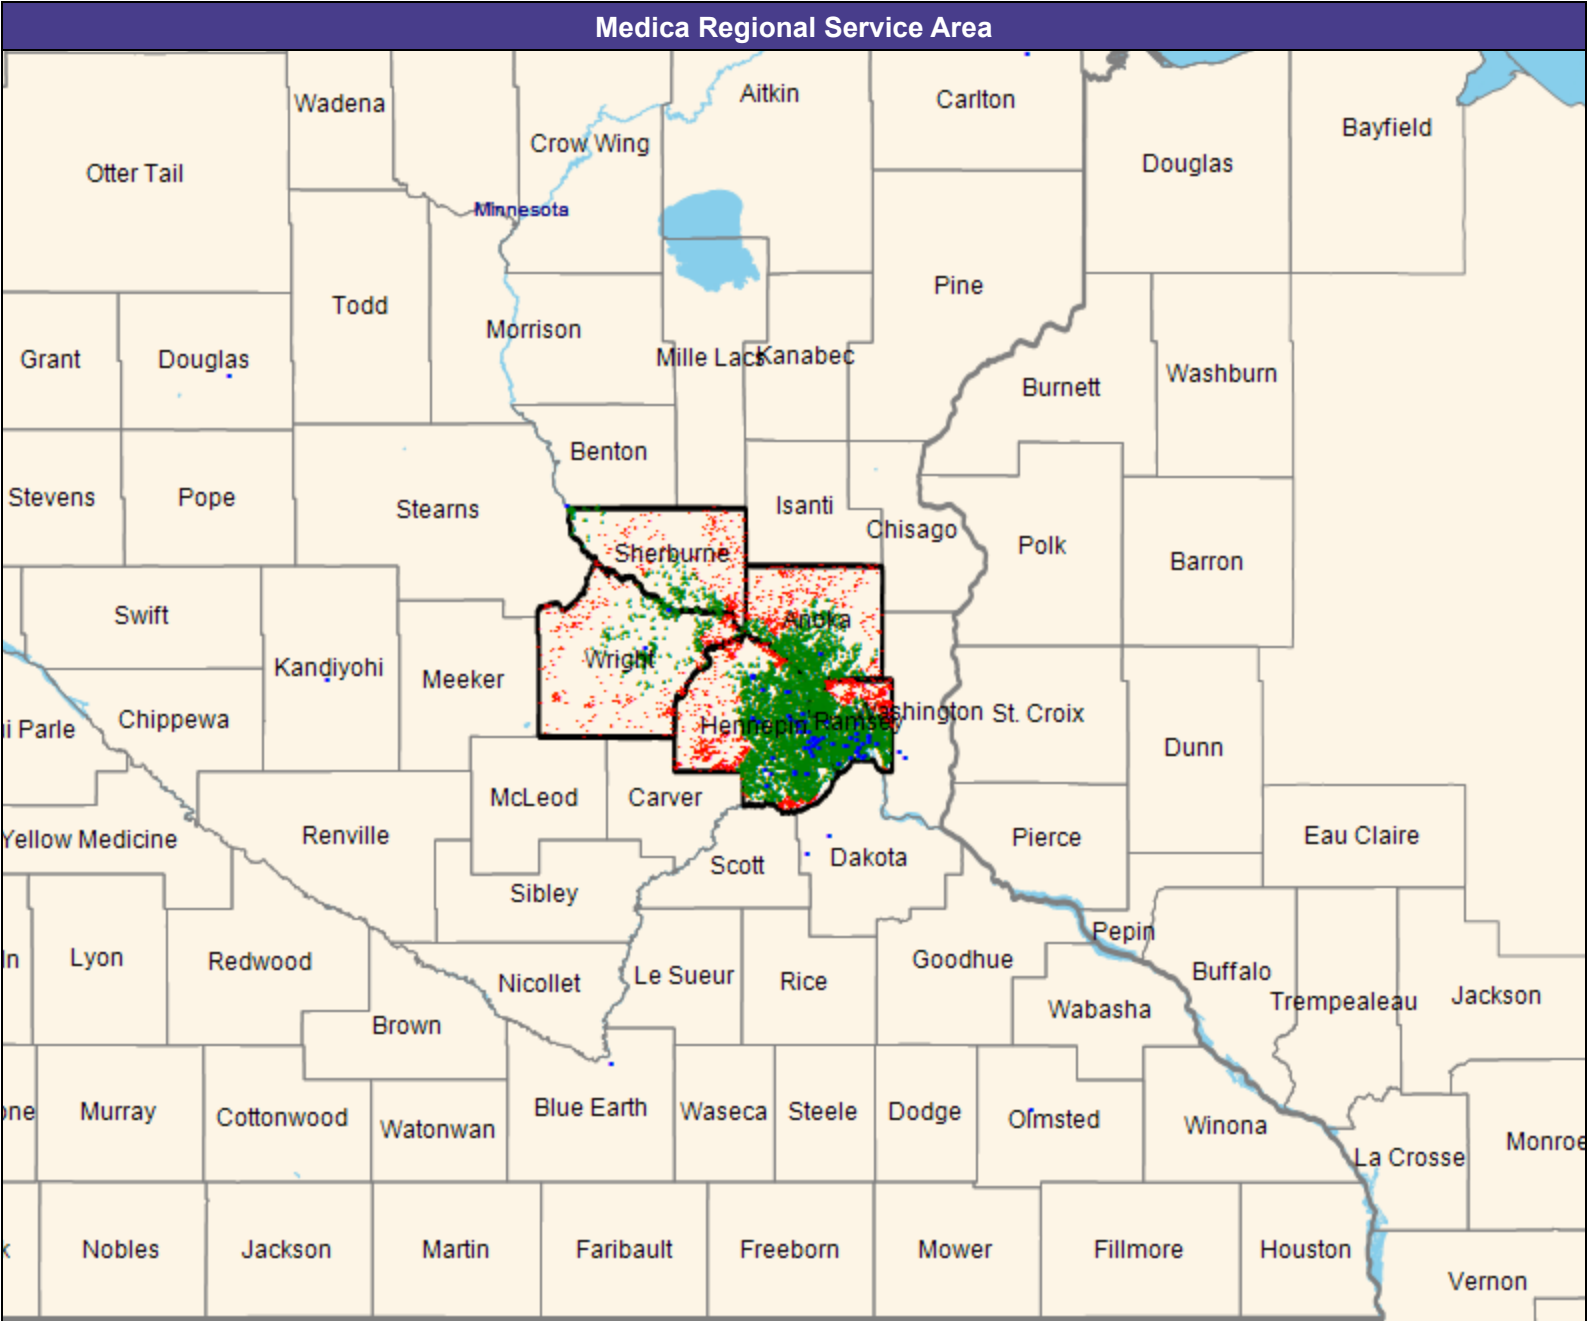 Medica Regional Service Area
Wadena
Aitkin
Carlton
Bayfield
Crow Wing
Douglas
Otter Tail
Minnesota
Pine
Todd
Morrison
Grant
Douglas
Mille Lacs
Kanabec
Burnett
Washburn
Benton
Stevens
Pope
Stearns
Isanti
Chisago
Polk
Barron
Sherburne
Swift
Anoka
Kandiyohi
Wright
Meeker
Chippewa
i Parle
Hennepin
Ramsey
Washington
St. Croix
Dunn
McLeod
Carver
Yellow Medicine
Renville
Pierce
Eau Claire
Scott
Dakota
Sibley
Pepin
ln
Lyon
Redwood
Nicollet
Le Sueur
Rice
Goodhue
Buffalo
Trempealeau
Jackson
Wabasha
Brown
one
Murray
Cottonwood
Watonwan
Blue Earth
Waseca
Steele
Dodge
Olmsted
Winona
La Crosse
Monroe
k
Nobles
Jackson
Martin
Faribault
Freeborn
Mower
Fillmore
Houston
Vernon